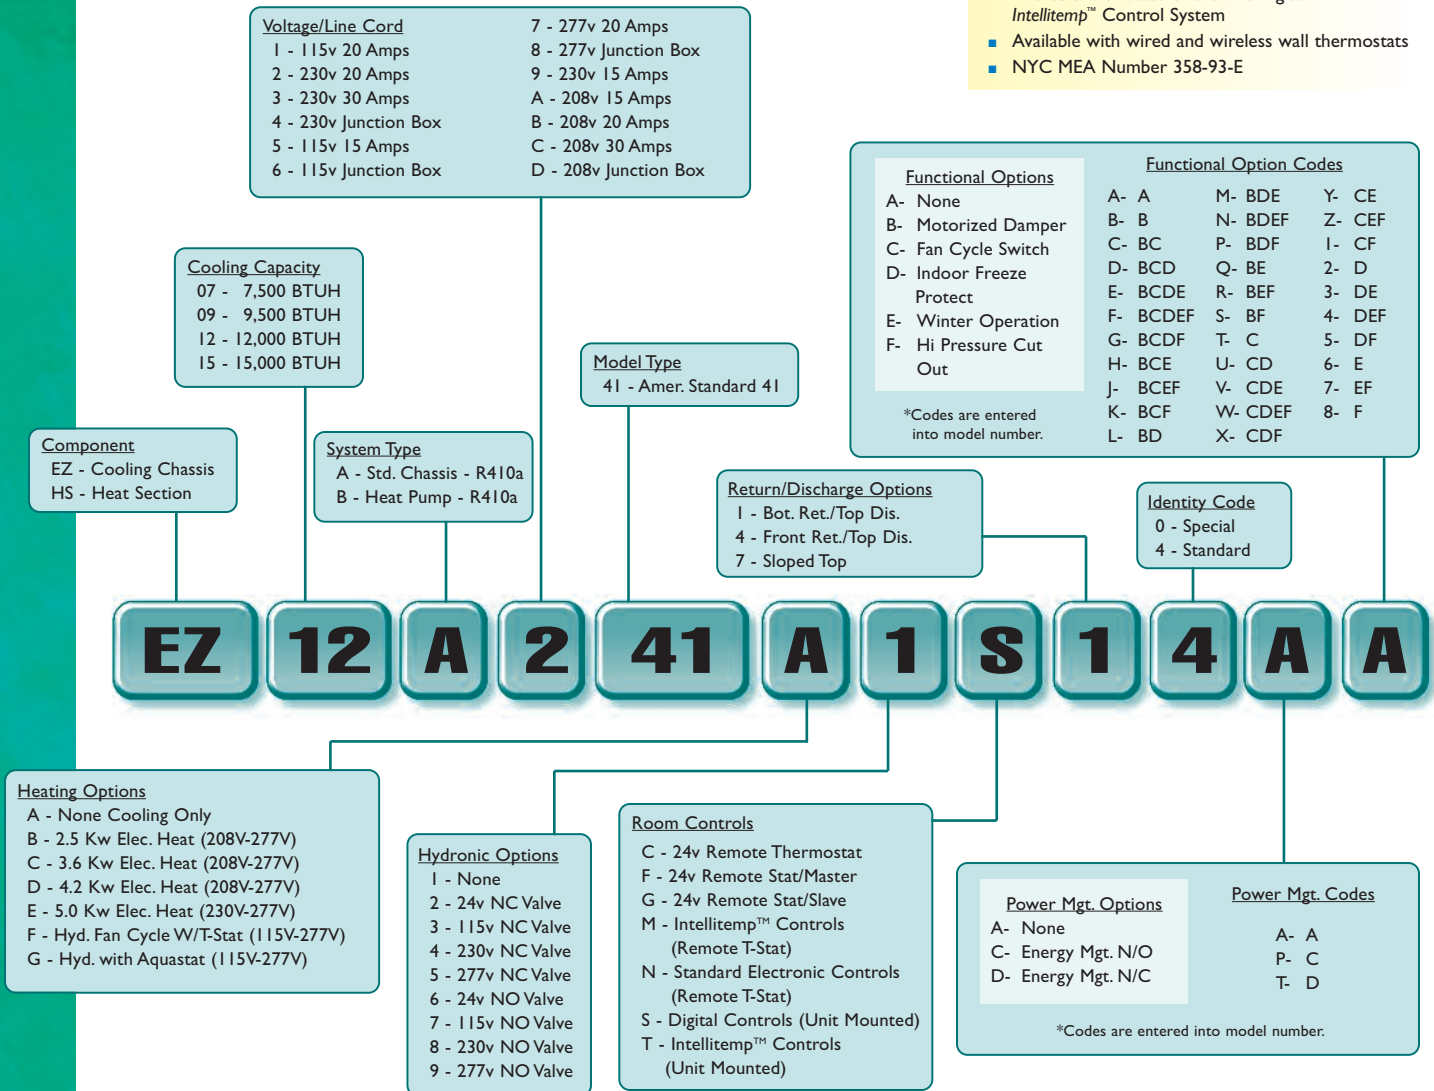 Intellitemp™ Control System
■ Available with wired and wireless wall thermostats
■ NYC MEA Number 358-93-E
Voltage/Line Cord
1 - 115v 20 Amps
2 - 230v 20 Amps
3 - 230v 30 Amps
4 - 230v Junction Box
5 - 115v 15 Amps
6 - 115v Junction Box
7 - 277v 20 Amps
8 - 277v Junction Box
9 - 230v 15 Amps
A - 208v 15 Amps
B - 208v 20 Amps
C - 208v 30 Amps
D - 208v Junction Box
Functional Options
A- None
B- Motorized Damper
C- Fan Cycle Switch
D- Indoor Freeze
Protect
E- Winter Operation
F- Hi Pressure Cut
Out
*Codes are entered
into model number.
Functional Option Codes
A- A
B- B
C- BC
D- BCD
E- BCDE
F- BCDEF
G- BCDF
H- BCE
J- BCEF
K- BCF
L- BD
M- BDE
N- BDEF
P- BDF
Q- BE
R- BEF
S- BF
T- C
U- CD
V- CDE
W- CDEF
X- CDF
Y- CE
Z- CEF
1- CF
2- D
3- DE
4- DEF
5- DF
6- E
7- EF
8- F
Cooling Capacity
07 - 7,500 BTUH
09 - 9,500 BTUH
12 - 12,000 BTUH
15 - 15,000 BTUH
Model Type
41 - Amer. Standard 41
Component
EZ - Cooling Chassis
HS - Heat Section
System Type
A - Std. Chassis - R410a
B - Heat Pump - R410a
Return/Discharge Options
1 - Bot. Ret./Top Dis.
4 - Front Ret./Top Dis.
7 - Sloped Top
Identity Code
0 - Special
4 - Standard
EZ 12 A 2 41 A 1 S 1 4 A A
Heating Options
A - None Cooling Only
B - 2.5 Kw Elec. Heat (208V-277V)
C - 3.6 Kw Elec. Heat (208V-277V)
D - 4.2 Kw Elec. Heat (208V-277V)
E - 5.0 Kw Elec. Heat (230V-277V)
F - Hyd. Fan Cycle W/T-Stat (115V-277V)
G - Hyd. with Aquastat (115V-277V)
Hydronic Options
1 - None
2 - 24v NC Valve
3 - 115v NC Valve
4 - 230v NC Valve
5 - 277v NC Valve
6 - 24v NO Valve
7 - 115v NO Valve
8 - 230v NO Valve
9 - 277v NO Valve
Room Controls
C - 24v Remote Thermostat
F - 24v Remote Stat/Master
G - 24v Remote Stat/Slave
M - Intellitemp™ Controls
(Remote T-Stat)
N - Standard Electronic Controls
(Remote T-Stat)
S - Digital Controls (Unit Mounted)
T - Intellitemp™ Controls
(Unit Mounted)
Power Mgt. Options
A- None
C- Energy Mgt. N/O
D- Energy Mgt. N/C
Power Mgt. Codes
A- A
P- C
T- D
*Codes are entered into model number.